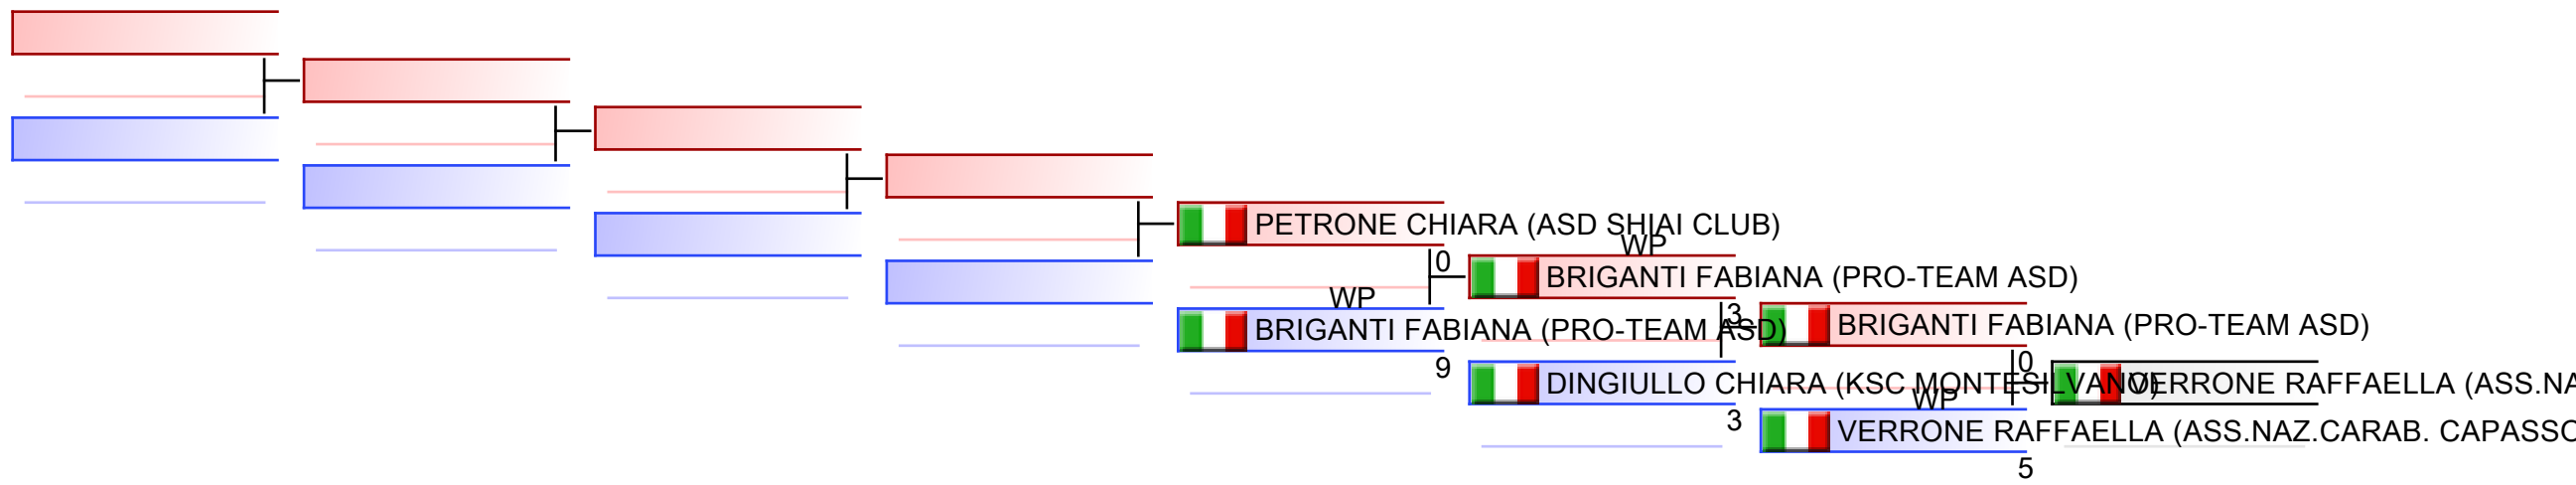 PETRONE CHIARA (ASD SHIAI CLUB)
0
WP
BRIGANTI FABIANA (PRO-TEAM ASD)
9
WP
BRIGANTI FABIANA (PRO-TEAM ASD)
3
DINGIULLO CHIARA (KSC MONTESILVANO)
3
BRIGANTI FABIANA (PRO-TEAM ASD)
0
WP
VERRONE RAFFAELLA (ASS.NAZ.CARAB. CAPASSO
5
VERRONE RAFFAELLA (ASS.NA